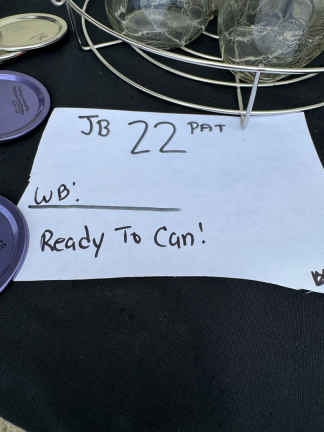 JB 22 PAT
WB:
Ready To Can!